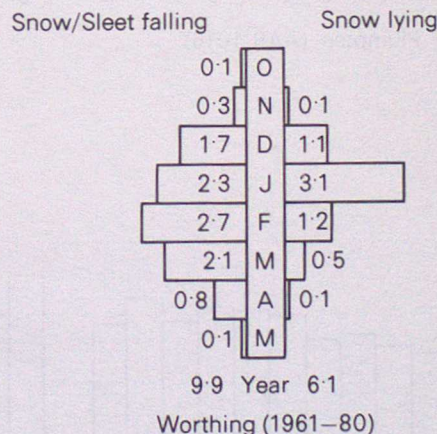 Snow/Sleet falling Snow lying
0·1 O
0·3 N 0·1
1·7 D 1·1
2·3 J 3·1
2·7 F 1·2
2·1 M 0·5
0·8 A 0·1
0·1 M
9·9 Year 6·1
Worthing (1961–80)